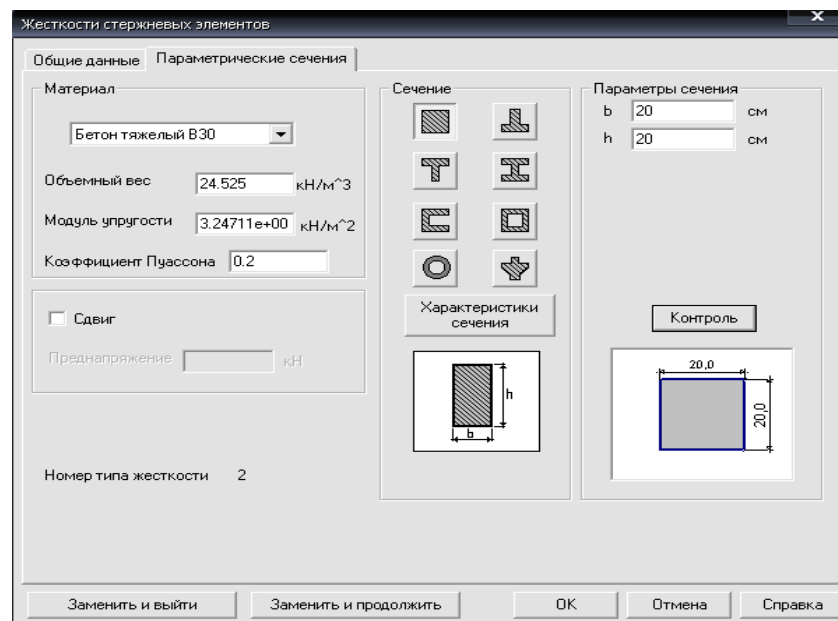 Жесткости стержневых элементов
Общие данные
Параметрические сечения
Материал
Бетон тяжелый B30
Объемный вес 24.525 кН/м^3
Модуль упругости 3.24711e+00 кН/м^2
Коэффициент Пуассона 0.2
Сдвиг
Преднапряжение кН
Номер типа жесткости 2
Сечение
Характеристики
сечения
h
b
Параметры сечения
b 20 см
h 20 см
Контроль
20,0
20,0
Заменить и выйти
Заменить и продолжить
OK
Отмена
Справка